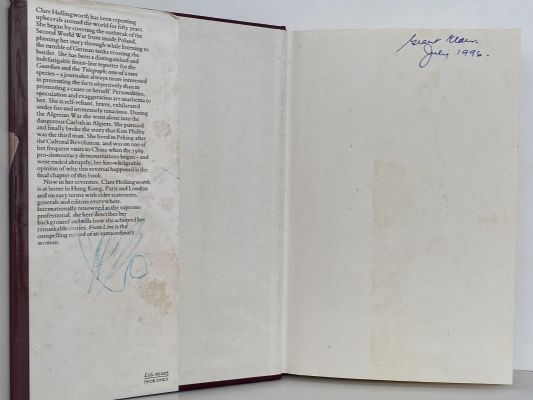 Clare Hollingworth has been reporting
upheavals around the world for fifty years.
She began by covering the outbreak of the
Second World War from inside Poland,
phoning her story through while listening to
the rumble of German tanks crossing the
border. She has been a distinguished and
indefatigable front-line reporter for the
Guardian and the Telegraph; one of a rare
species – a journalist always more interested
in presenting the facts objectively than in
promoting a cause or herself. Personalities,
speculation and exaggeration are anathema to
her. She is self-reliant, brave, exhilarated
under fire and immensely tenacious. During
the Algerian War she went alone into the
dangerous Casbah in Algiers. She pursued
and finally broke the story that Kim Philby
was the third man. She lived in Peking after
the Cultural Revolution, and was on one of
her frequent visits to China when the 1989
pro-democracy demonstrations began – and
were ended abruptly; her knowledgeable
opinion of why this reversal happened is the
final chapter of this book.
Now in her seventies, Clare Hollingworth
is at home in Hong Kong, Paris and London
and on easy terms with elder statesmen,
generals and editors everywhere.
Internationally renowned as the supreme
professional, she here describes her
background and tells how she achieved her
remarkable stories. Front Line is the
compelling record of an extraordinary
woman.
£16.00 net
IN UK ONLY
July 1996.